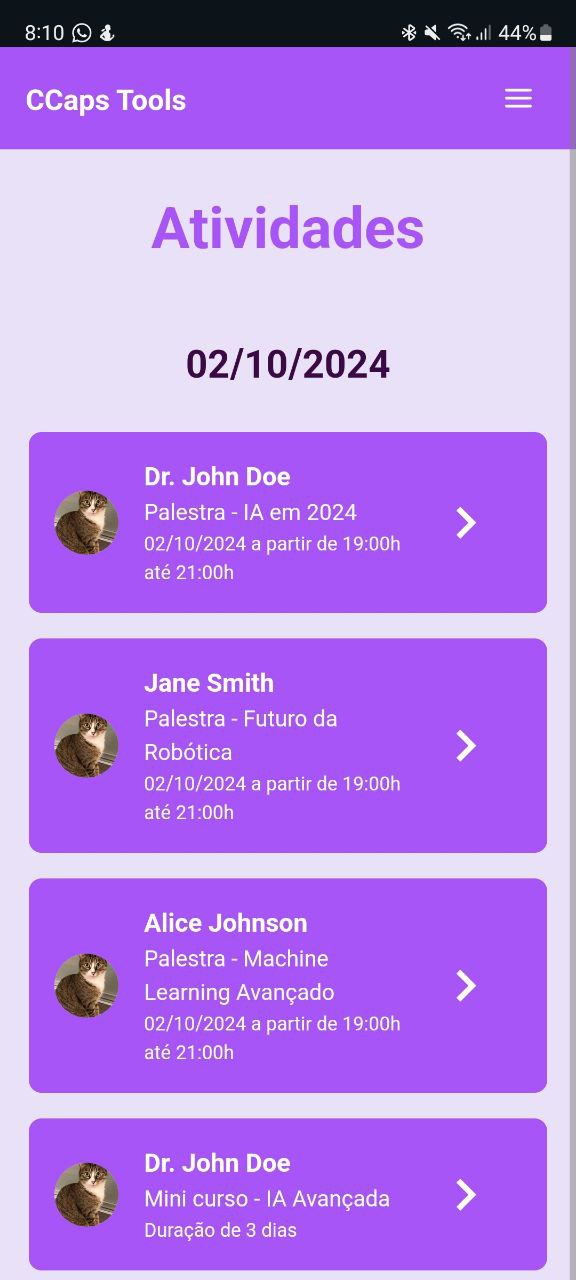 8:10 44%
CCaps Tools
Atividades
02/10/2024
Dr. John Doe
Palestra - IA em 2024
02/10/2024 a partir de 19:00h
até 21:00h
Jane Smith
Palestra - Futuro da
Robótica
02/10/2024 a partir de 19:00h
até 21:00h
Alice Johnson
Palestra - Machine
Learning Avançado
02/10/2024 a partir de 19:00h
até 21:00h
Dr. John Doe
Mini curso - IA Avançada
Duração de 3 dias